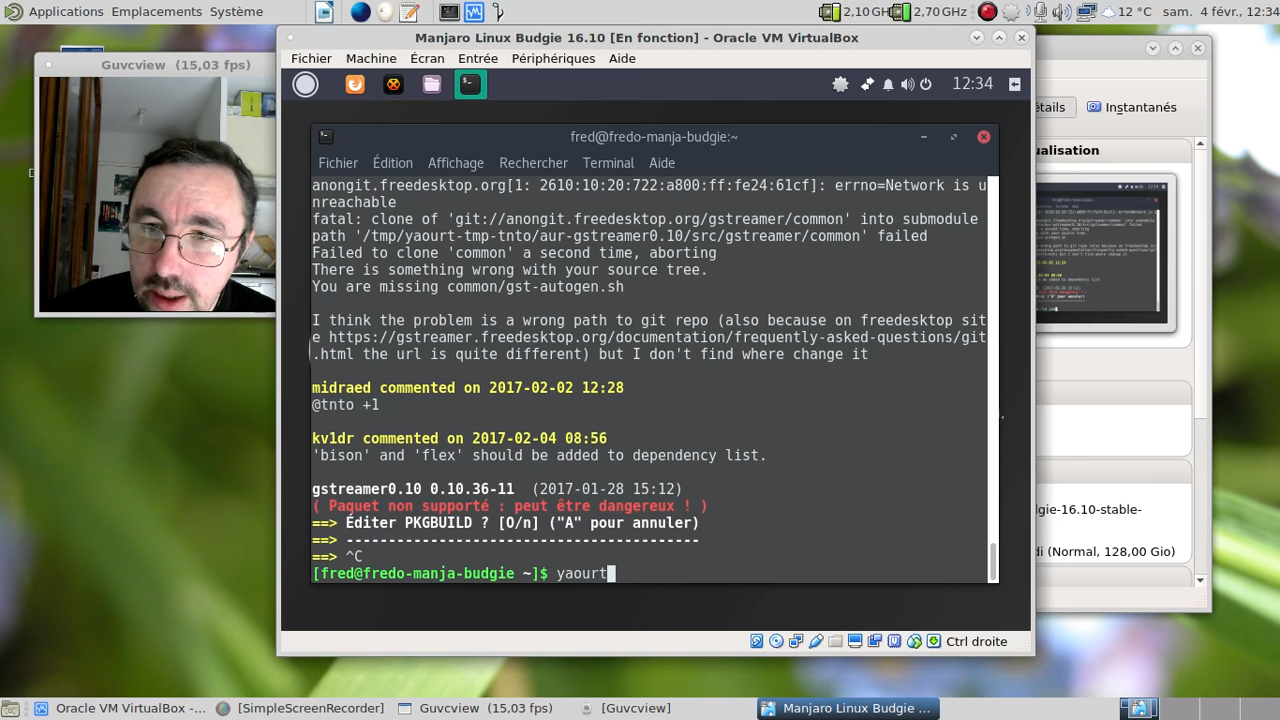 Applications Emplacements Système
2,10 GH 2,70 GHz
12 °C sam. 4 févr., 12:34
Manjaro Linux Budgie 16.10 [En fonction] - Oracle VM VirtualBox
Guvcview (15,03 fps)
Fichier Machine Écran Entrée Périphériques Aide
12:34
étails Instantanés
fred@fredo-manja-budgie:~
ualisation
Fichier Édition Affichage Rechercher Terminal Aide
anongit.freedesktop.org[1: 2610:10:20:722:a800:ff:fe24:61cf]: errno=Network is u
nreachable
fatal: clone of 'git://anongit.freedesktop.org/gstreamer/common' into submodule
path '/tmp/yaourt-tmp-tnto/aur-gstreamer0.10/src/gstreamer/common' failed
Failed to clone 'common' a second time, aborting
There is something wrong with your source tree.
You are missing common/gst-autogen.sh
I think the problem is a wrong path to git repo (also because on freedesktop sit
e https://gstreamer.freedesktop.org/documentation/frequently-asked-questions/git
.html the url is quite different) but I don't find where change it
midraed commented on 2017-02-02 12:28
@tnto +1
kv1dr commented on 2017-02-04 08:56
'bison' and 'flex' should be added to dependency list.
gstreamer0.10 0.10.36-11 (2017-01-28 15:12)
( Paquet non supporté : peut être dangereux ! )
==> Éditer PKGBUILD ? [O/n] ("A" pour annuler)
==> ------------------------------------------
==> ^C
[fred@fredo-manja-budgie ~]$ yaourt
dgie-16.10-stable-
di (Normal, 128,00 Gio)
Ctrl droite
Oracle VM VirtualBox -... [SimpleScreenRecorder] Guvcview (15,03 fps) [Guvcview] Manjaro Linux Budgie ...